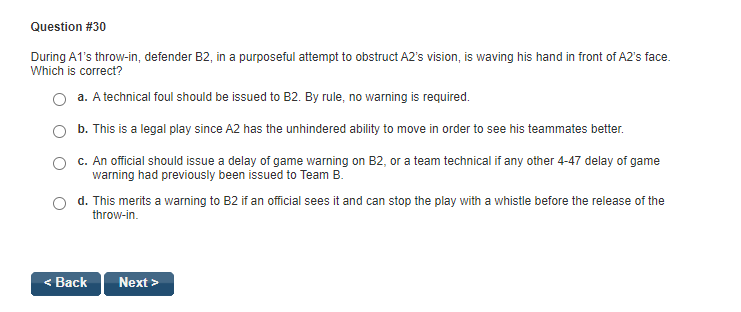 Question #30
During A1's throw-in, defender B2, in a purposeful attempt to obstruct A2's vision, is waving his hand in front of A2's face.
Which is correct?
a. A technical foul should be issued to B2. By rule, no warning is required.
b. This is a legal play since A2 has the unhindered ability to move in order to see his teammates better.
c. An official should issue a delay of game warning on B2, or a team technical if any other 4-47 delay of game
warning had previously been issued to Team B.
d. This merits a warning to B2 if an official sees it and can stop the play with a whistle before the release of the
throw-in.
< Back Next >